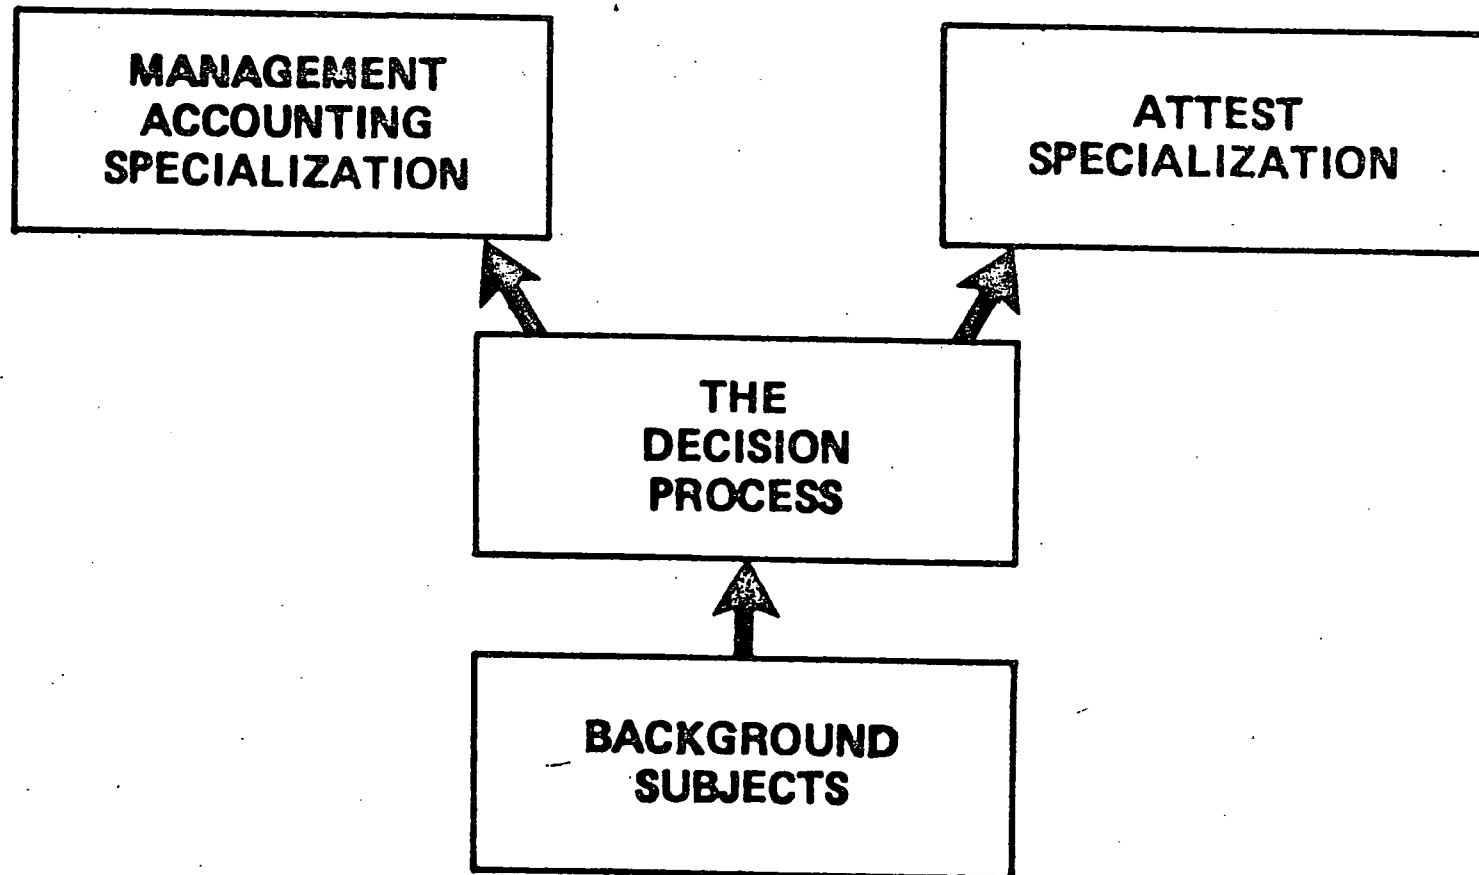 MANAGEMENT
ACCOUNTING
SPECIALIZATION
ATTEST
SPECIALIZATION
THE
DECISION
PROCESS
BACKGROUND
SUBJECTS